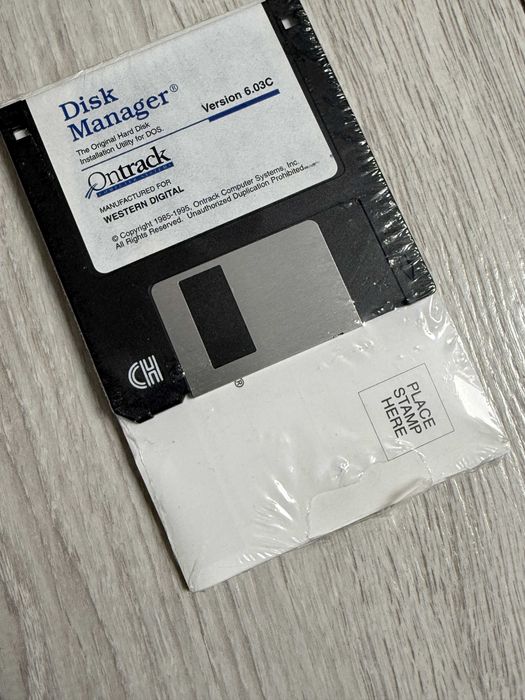 Disk
Manager®
Version 6.03C
The Original Hard Disk
Installation Utility for DOS.
Ontrack
MANUFACTURED FOR
WESTERN DIGITAL
© Copyright 1985-1995, Ontrack Computer Systems, Inc.
All Rights Reserved. Unauthorized Duplication Prohibited.
CH
®
PLACE
STAMP
HERE